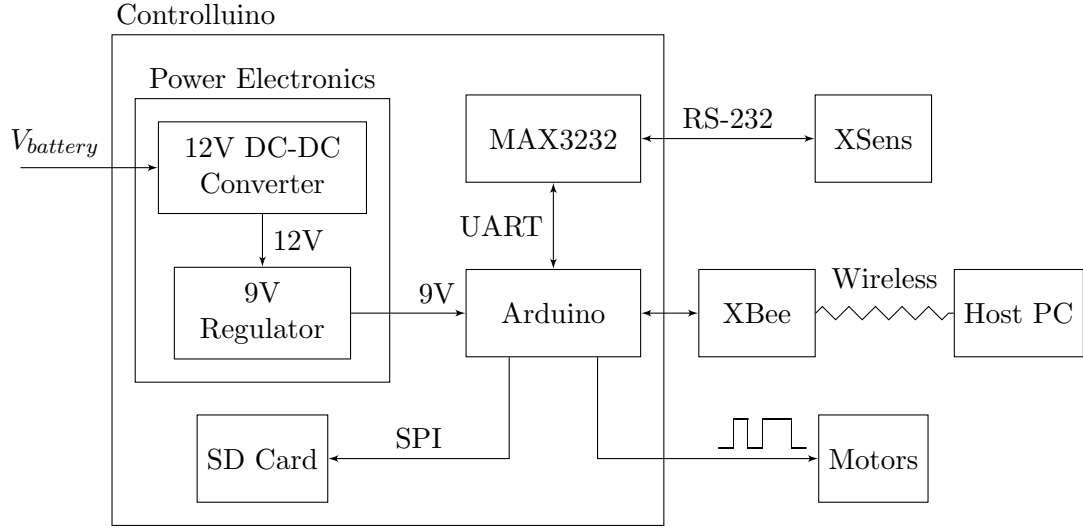 Controlluino
Power Electronics
V_battery
12V DC-DC
Converter
12V
9V
Regulator
9V
MAX3232
RS-232
XSens
UART
Arduino
XBee
Wireless
Host PC
SD Card
SPI
Motors